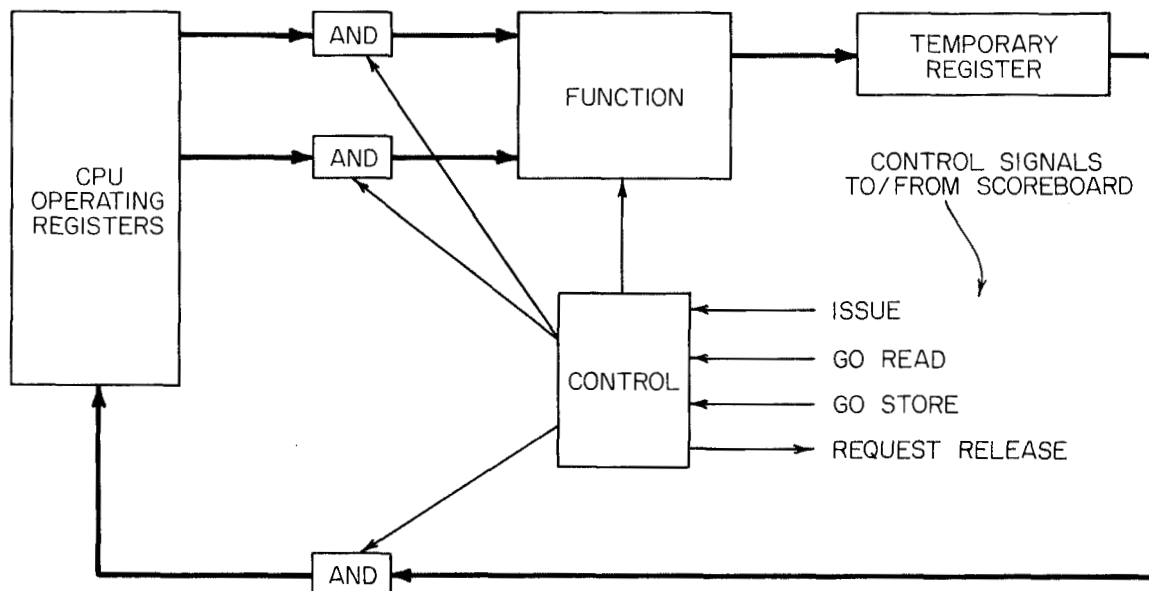 AND
TEMPORARY
REGISTER
FUNCTION
AND
CPU
OPERATING
REGISTERS
CONTROL SIGNALS
TO/FROM SCOREBOARD
ISSUE
GO READ
CONTROL
GO STORE
REQUEST RELEASE
AND